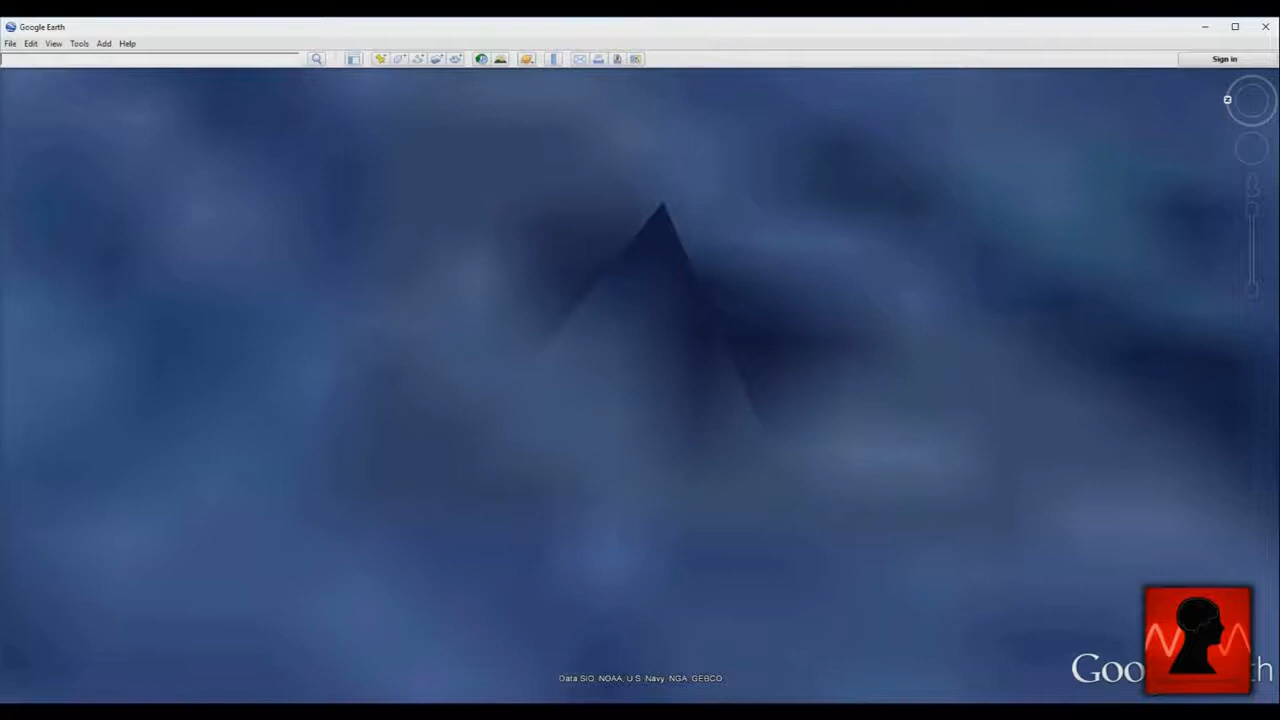 Google Earth
File Edit View Tools Add Help
Sign in
Data SIO, NOAA, U.S. Navy, NGA, GEBCO